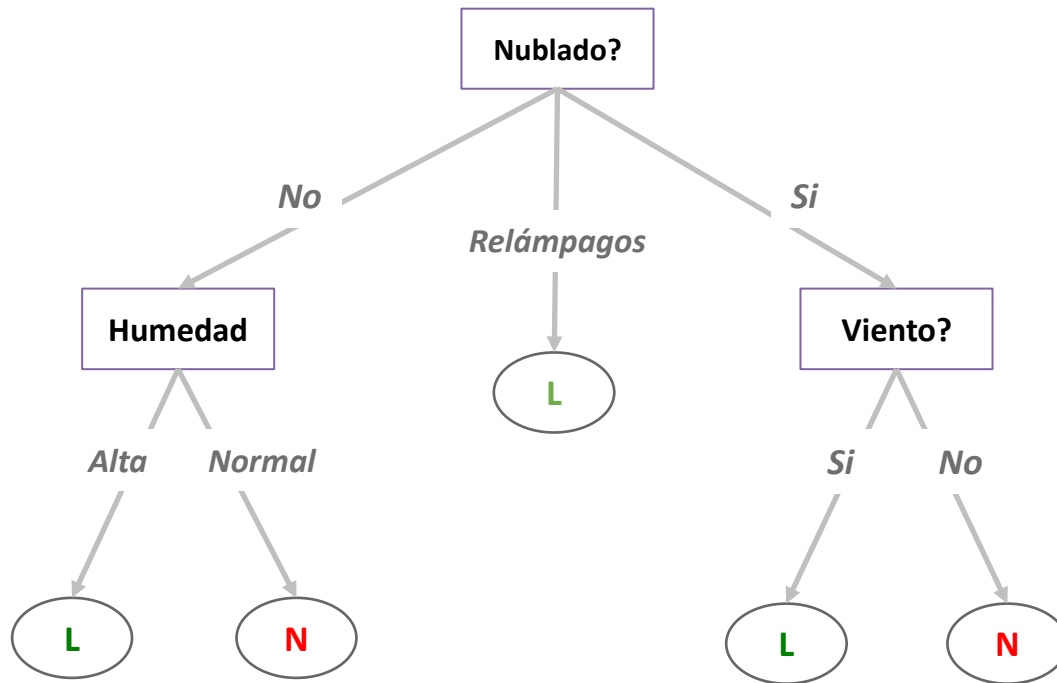 Nublado?
No
Si
Relámpagos
Humedad
Viento?
L
Alta
Normal
Si
No
L
N
L
N